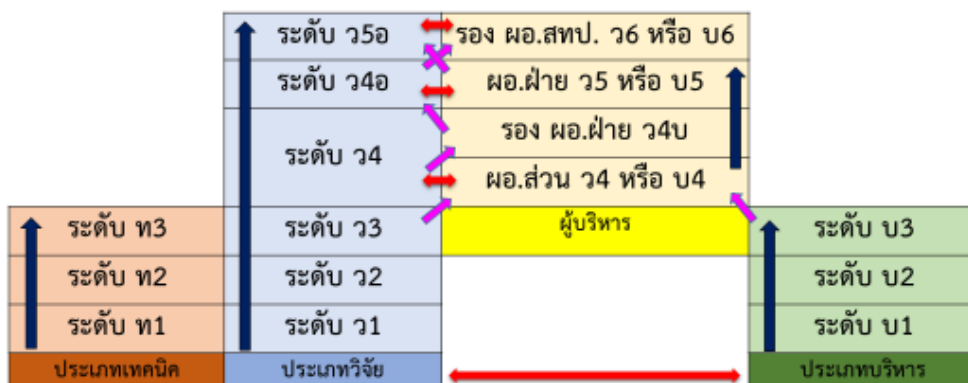 ระดับ ว5อ
รอง ผอ.สทป. ว6 หรือ บ6
ระดับ ว4อ
ผอ.ฝ่าย ว5 หรือ บ5
รอง ผอ.ฝ่าย ว4บ
ระดับ ว4
ผอ.ส่วน ว4 หรือ บ4
ระดับ ท3
ระดับ ว3
ผู้บริหาร
ระดับ บ3
ระดับ ท2
ระดับ ว2
ระดับ บ2
ระดับ ท1
ระดับ ว1
ระดับ บ1
ประเภทเทคนิค
ประเภทวิจัย
ประเภทบริหาร